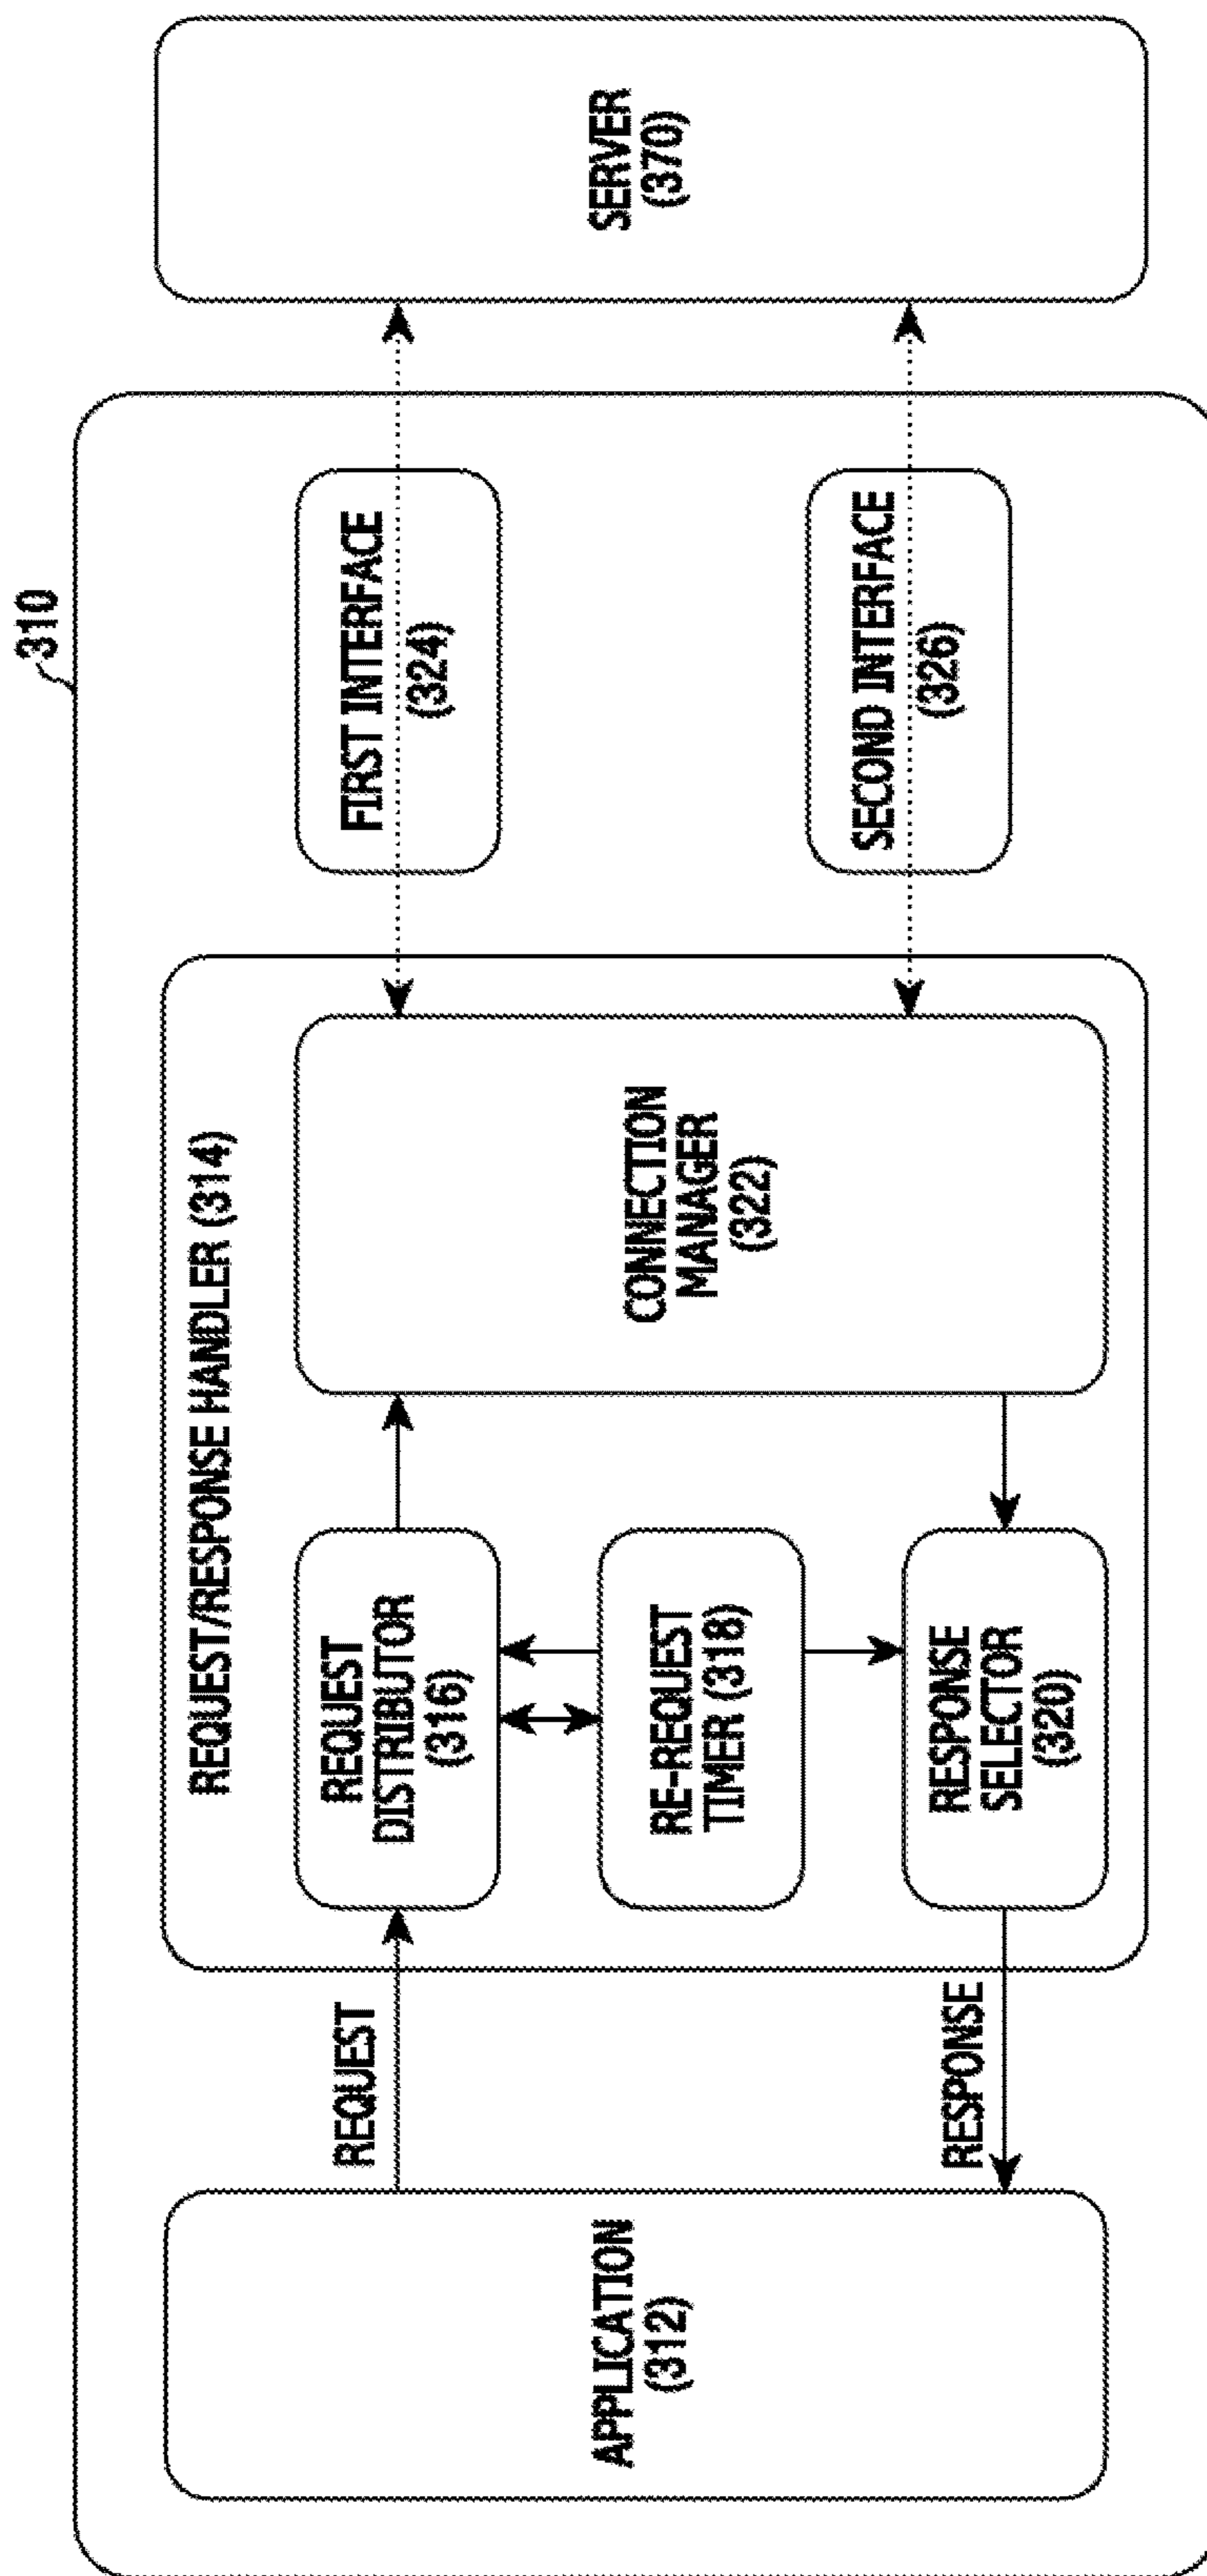 310
APPLICATION
(312)
REQUEST
RESPONSE
REQUEST/RESPONSE HANDLER (314)
REQUEST
DISTRIBUTOR
(316)
RE-REQUEST
TIMER (318)
RESPONSE
SELECTOR
(320)
CONNECTION
MANAGER
(322)
FIRST INTERFACE
(324)
SECOND INTERFACE
(326)
SERVER
(370)